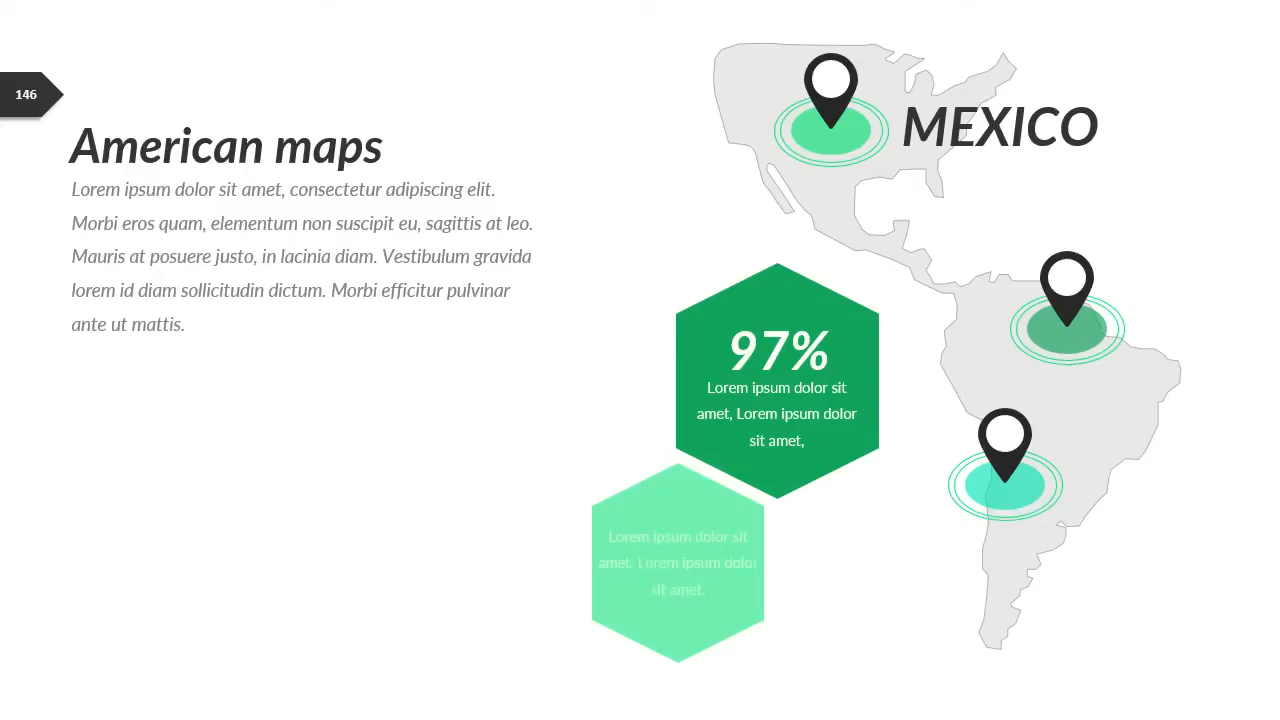 146
American maps
Lorem ipsum dolor sit amet, consectetur adipiscing elit.
Morbi eros quam, elementum non suscipit eu, sagittis at leo.
Mauris at posuere justo, in lacinia diam. Vestibulum gravida
lorem id diam sollicitudin dictum. Morbi efficitur pulvinar
ante ut mattis.
MEXICO
97%
Lorem ipsum dolor sit
amet, Lorem ipsum dolor
sit amet,
Lorem ipsum dolor sit
amet. Lorem ipsum dolor
sit amet.